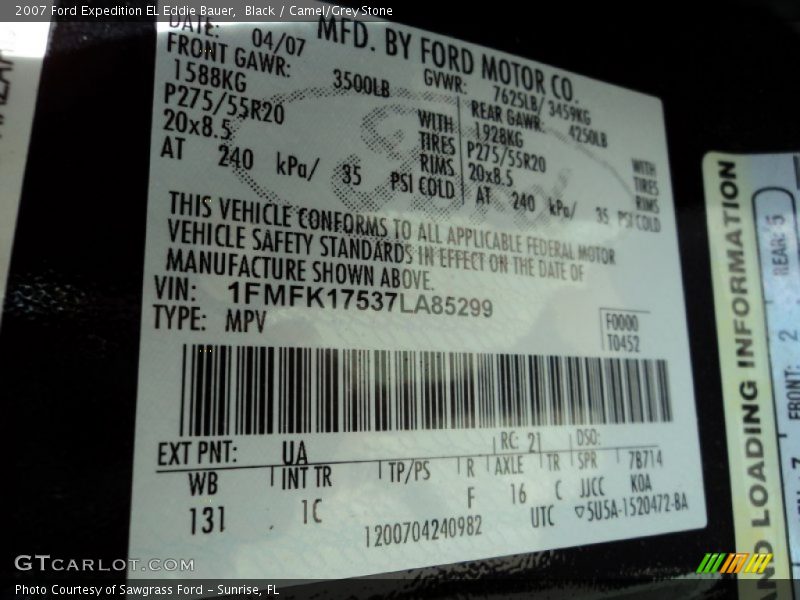 2007 Ford Expedition EL Eddie Bauer, Black / Camel/Grey Stone
MFD. BY FORD MOTOR CO.
DATE: 04/07 GVWR: 7625LB/ 3459KG
FRONT GAWR: 3500LB REAR GAWR: 4250LB
1588KG WITH 1928KG WITH
P275/55R20 TIRES P275/55R20 TIRES
20x8.5 RIMS 20x8.5 RIMS
AT 240 kPa/ 35 PSI COLD AT 240 kPa/ 35 PSI COLD
THIS VEHICLE CONFORMS TO ALL APPLICABLE FEDERAL MOTOR
VEHICLE SAFETY STANDARDS IN EFFECT ON THE DATE OF
MANUFACTURE SHOWN ABOVE.
VIN: 1FMFK17537LA85299
TYPE: MPV
F0000
T0452
EXT PNT: UA RC: 21 DSO:
WB INT TR TP/PS R AXLE TR SPR 7B714
131 1C F 16 C JJCC KOA
1200704240982 UTC ▽5U5A-1520472-BA
LOADING INFORMATION
REAR: 5
FRONT: 2
GTcarlot.com
Photo Courtesy of Sawgrass Ford - Sunrise, FL